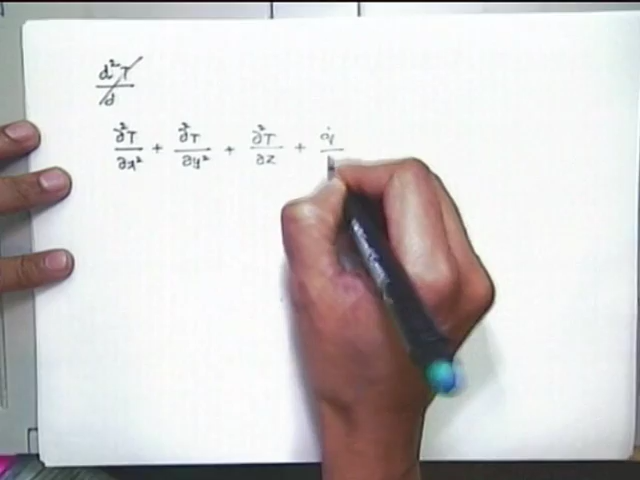 d²T/d
∂²T/∂x² + ∂²T/∂y² + ∂²T/∂z + q̇/